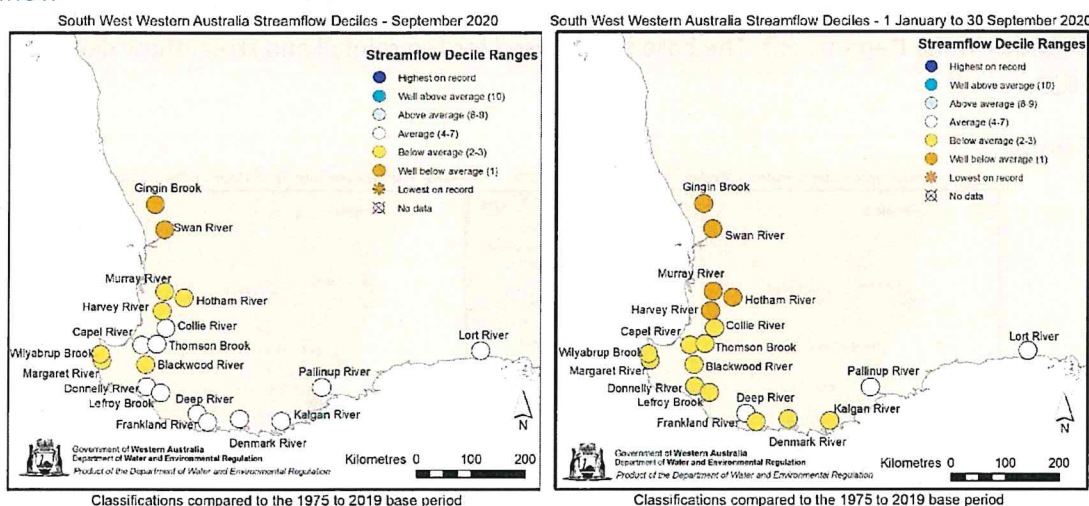 South West Western Australia Streamflow Deciles - September 2020
Streamflow Decile Ranges
Highest on record
Well above average (10)
Above average (8-9)
Average (4-7)
Below average (2-3)
Well below average (1)
Lowest on record
No data
Gingin Brook
Swan River
Murray River
Hotham River
Harvey River
Collie River
Capel River
Thomson Brook
Wilyabrup Brook
Margaret River
Blackwood River
Donnelly River
Lefroy Brook
Deep River
Frankland River
Denmark River
Kalgan River
Pallinup River
Lort River
N
Government of Western Australia
Department of Water and Environmental Regulation
Product of the Department of Water and Environmental Regulation
Kilometres 0 100 200
Classifications compared to the 1975 to 2019 base period
South West Western Australia Streamflow Deciles - 1 January to 30 September 2020
Streamflow Decile Ranges
Highest on record
Well above average (10)
Above average (8-9)
Average (4-7)
Below average (2-3)
Well below average (1)
Lowest on record
No data
Gingin Brook
Swan River
Murray River
Hotham River
Harvey River
Collie River
Capel River
Thomson Brook
Wilyabrup Brook
Margaret River
Blackwood River
Donnelly River
Lefroy Brook
Deep River
Frankland River
Denmark River
Kalgan River
Pallinup River
Lort River
N
Government of Western Australia
Department of Water and Environmental Regulation
Product of the Department of Water and Environmental Regulation
Kilometres 0 100 200
Classifications compared to the 1975 to 2019 base period